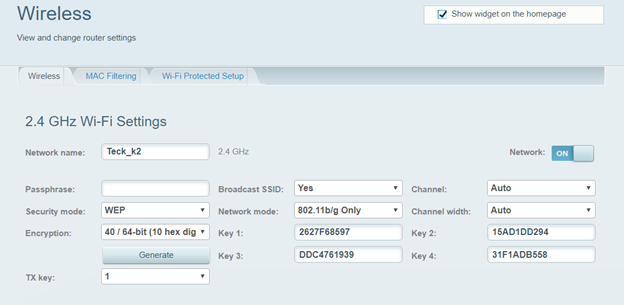 Wireless
Show widget on the homepage
View and change router settings
Wireless MAC Filtering Wi-Fi Protected Setup
2.4 GHz Wi-Fi Settings
Network name: Teck_k2 2.4 GHz Network: ON
Passphrase: Broadcast SSID: Yes Channel: Auto
Security mode: WEP Network mode: 802.11b/g Only Channel width: Auto
Encryption: 40 / 64-bit (10 hex dig Key 1: 2627F68597 Key 2: 15AD1DD294
Generate Key 3: DDC4761939 Key 4: 31F1ADB558
TX key: 1